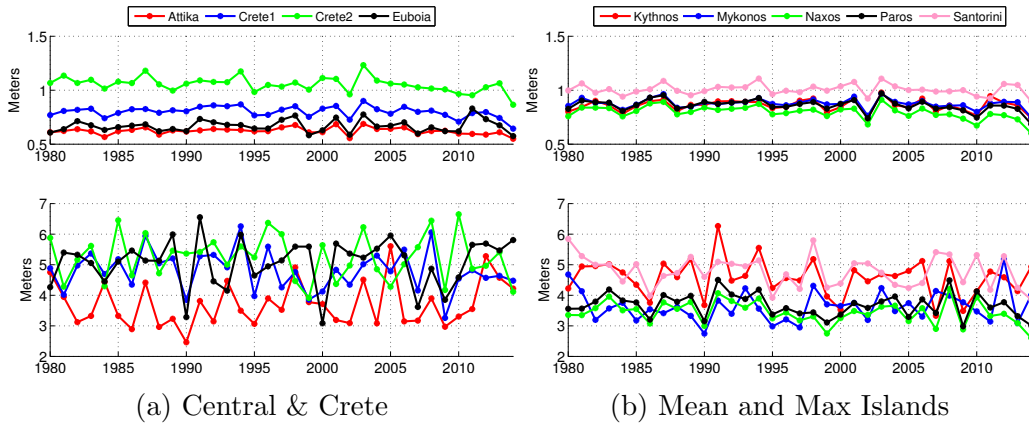 Attika Crete1 Crete2 Euboia
Kythnos Mykonos Naxos Paros Santorini
Meters
1.5
1
0.5
1980 1985 1990 1995 2000 2005 2010
Meters
1.5
1
0.5
1980 1985 1990 1995 2000 2005 2010
Meters
7
6
5
4
3
2
1980 1985 1990 1995 2000 2005 2010
Meters
7
6
5
4
3
2
1980 1985 1990 1995 2000 2005 2010
(a) Central & Crete
(b) Mean and Max Islands